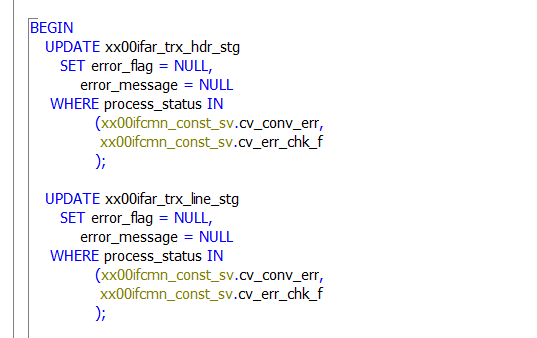 BEGIN
UPDATE xx00ifar_trx_hdr_stg
SET error_flag = NULL,
error_message = NULL
WHERE process_status IN
(xx00ifcmn_const_sv.cv_conv_err,
xx00ifcmn_const_sv.cv_err_chk_f
);
UPDATE xx00ifar_trx_line_stg
SET error_flag = NULL,
error_message = NULL
WHERE process_status IN
(xx00ifcmn_const_sv.cv_conv_err,
xx00ifcmn_const_sv.cv_err_chk_f
);